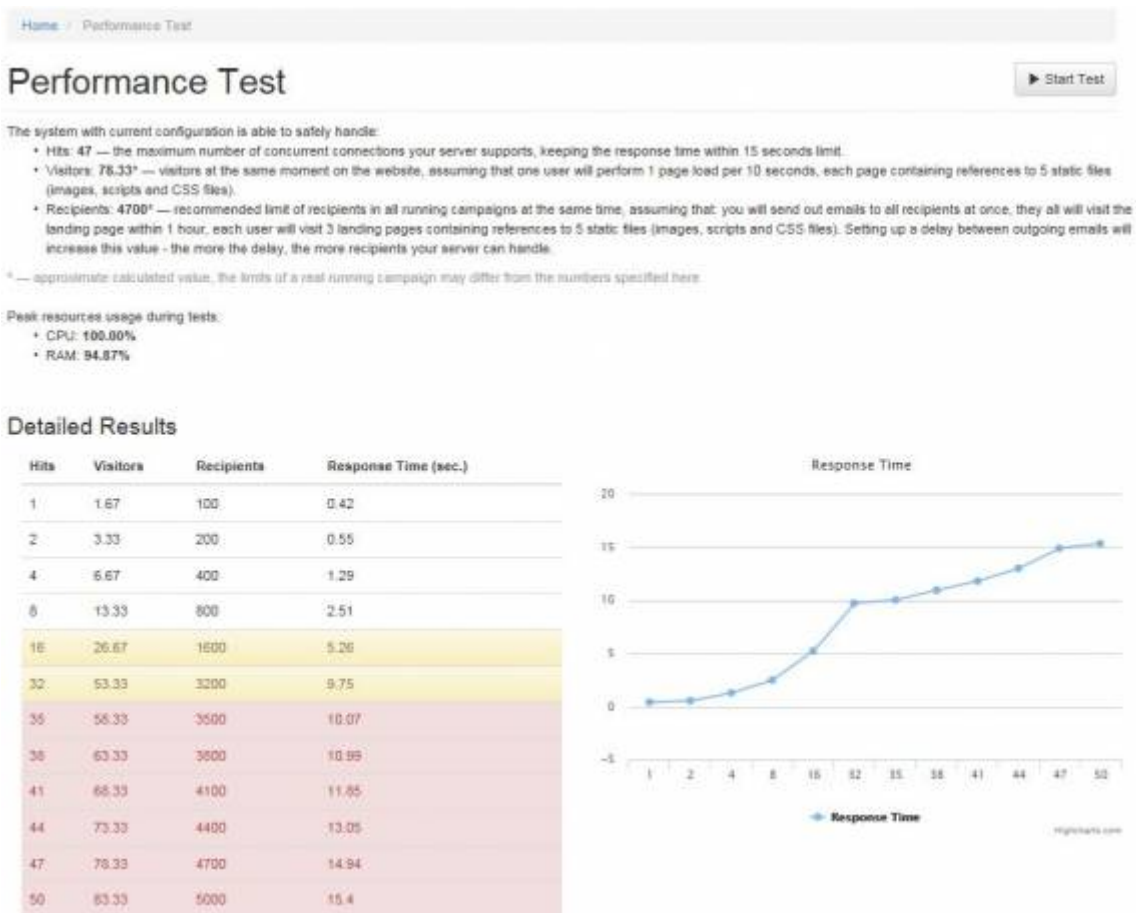 Home / Performance Test
Performance Test
Start Test
The system with current configuration is able to safely handle:
• Hits: 47 — the maximum number of concurrent connections your server supports, keeping the response time within 15 seconds limit.
• Visitors: 78.33* — visitors at the same moment on the website, assuming that one user will perform 1 page load per 10 seconds, each page containing references to 5 static files
(images, scripts and CSS files).
• Recipients: 4700* — recommended limit of recipients in all running campaigns at the same time, assuming that: you will send out emails to all recipients at once, they all will visit the
landing page within 1 hour, each user will visit 3 landing pages containing references to 5 static files (images, scripts and CSS files). Setting up a delay between outgoing emails will
increase this value - the more the delay, the more recipients your server can handle.
* — approximate calculated value, the limits of a real running campaign may differ from the numbers specified here.
Peak resources usage during tests:
• CPU: 100.00%
• RAM: 94.87%
Detailed Results
Hits Visitors Recipients Response Time (sec.)
1 1.67 100 0.42
2 3.33 200 0.55
4 6.67 400 1.29
8 13.33 800 2.51
16 26.67 1600 5.26
32 53.33 3200 9.75
35 58.33 3500 10.07
38 63.33 3800 10.99
41 68.33 4100 11.85
44 73.33 4400 13.05
47 78.33 4700 14.94
50 83.33 5000 15.4
Response Time
20
15
10
5
0
-5
1 2 4 8 16 32 35 38 41 44 47 50
Response Time
Highcharts.com